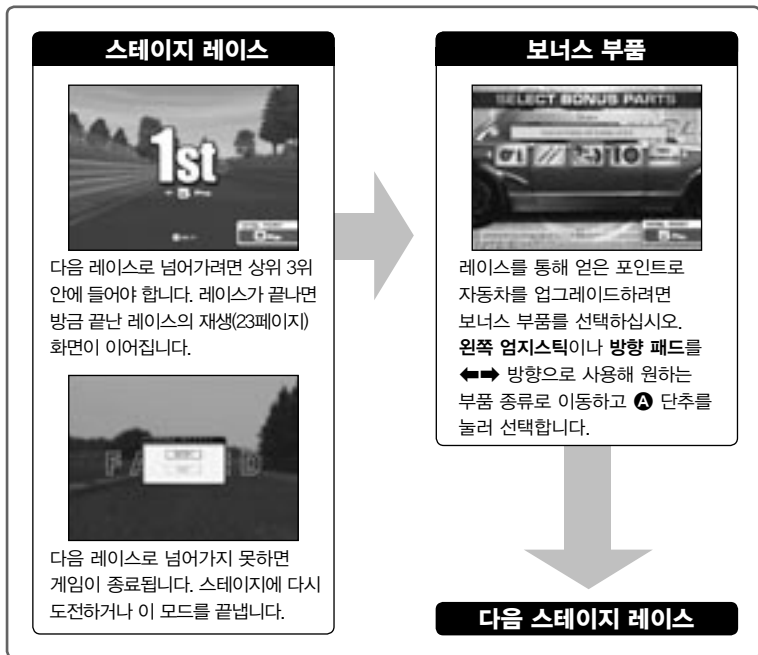 스테이지 레이스
1st
다음 레이스로 넘어가려면 상위 3위
안에 들어야 합니다. 레이스가 끝나면
방금 끝난 레이스의 재생(23페이지)
화면이 이어집니다.
다음 레이스로 넘어가지 못하면
게임이 종료됩니다. 스테이지에 다시
도전하거나 이 모드를 끝냅니다.
보너스 부품
SELECT BONUS PARTS
레이스를 통해 얻은 포인트로
자동차를 업그레이드하려면
보너스 부품를 선택하십시오.
왼쪽 엄지스틱이나 방향 패드를
⬅➡ 방향으로 사용해 원하는
부품 종류로 이동하고 A 단추를
눌러 선택합니다.
다음 스테이지 레이스